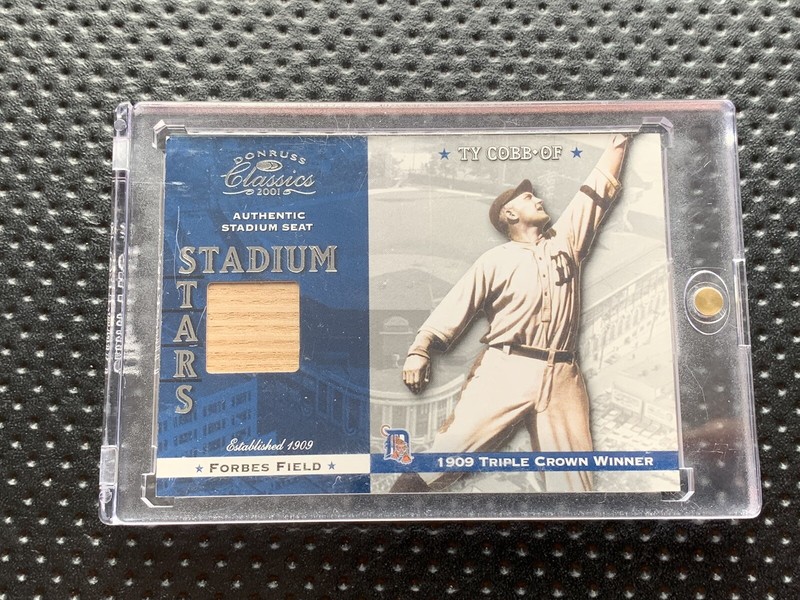 DONRUSS
Classics
2001
AUTHENTIC
STADIUM SEAT
STADIUM
STARS
Established 1909
★ FORBES FIELD ★
★ TY COBB•OF ★
D
D
1909 TRIPLE CROWN WINNER